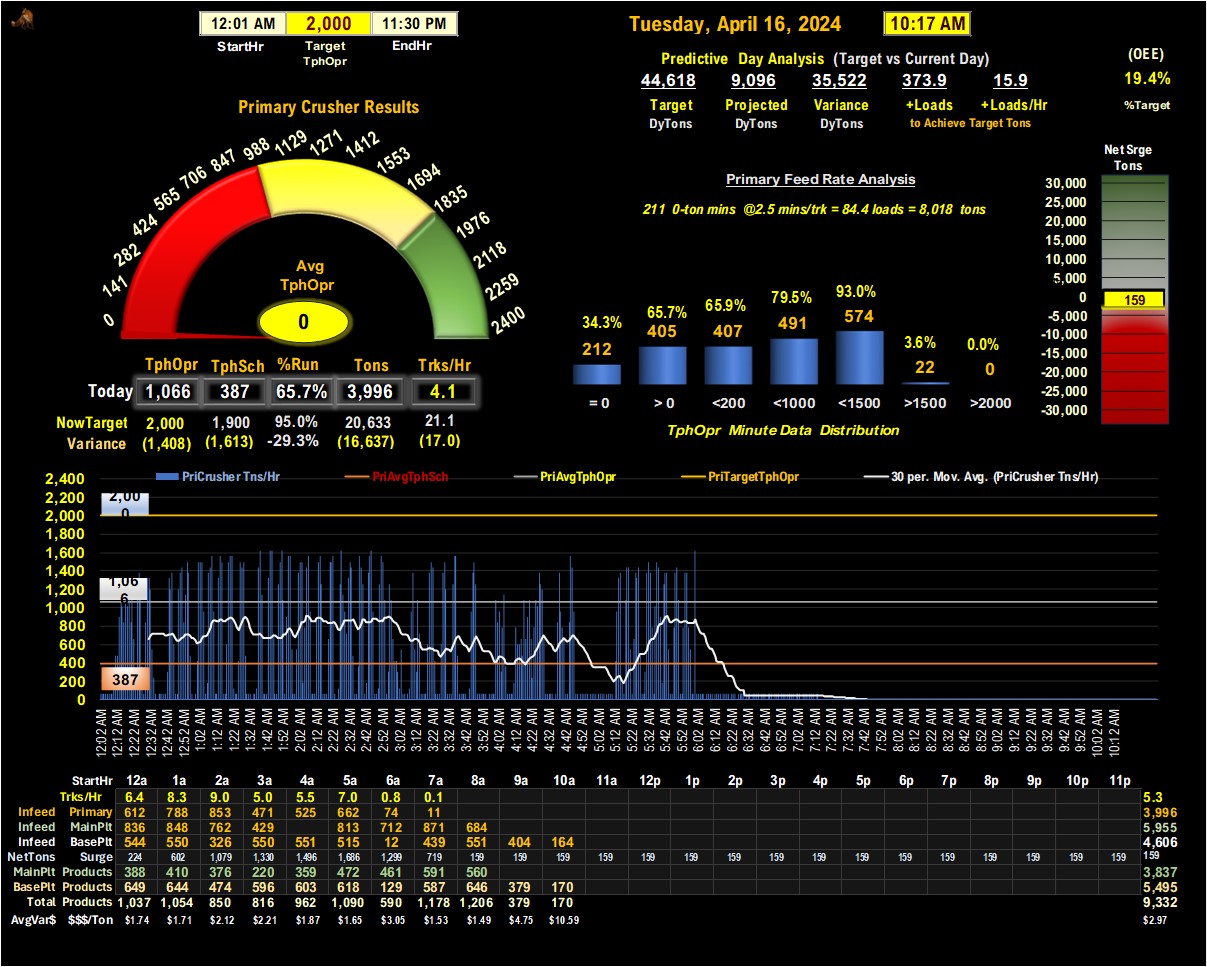 12:01 AM 2,000 11:30 PM
StartHr Target TphOpr EndHr
Tuesday, April 16, 2024 10:17 AM
Predictive Day Analysis (Target vs Current Day)
44,618 9,096 35,522 373.9 15.9
Target Projected Variance +Loads +Loads/Hr
DyTons DyTons DyTons to Achieve Target Tons
(OEE)
19.4%
%Target
Primary Crusher Results
0 141 282 424 565 706 847 988 1129 1271 1412 1553 1694 1835 1976 2118 2259 2400
Avg
TphOpr
0
TphOpr TphSch %Run Tons Trks/Hr
Today 1,066 387 65.7% 3,996 4.1
NowTarget 2,000 1,900 95.0% 20,633 21.1
Variance (1,408) (1,613) -29.3% (16,637) (17.0)
Primary Feed Rate Analysis
211 0-ton mins @2.5 mins/trk = 84.4 loads = 8,018 tons
34.3% 65.7% 65.9% 79.5% 93.0% 3.6% 0.0%
212 405 407 491 574 22 0
= 0 > 0 <200 <1000 <1500 >1500 >2000
TphOpr Minute Data Distribution
Net Srge
Tons
30,000
25,000
20,000
15,000
10,000
5,000
0
159
-5,000
-10,000
-15,000
-20,000
-25,000
-30,000
PriCrusher Tns/Hr PriAvgTphSch PriAvgTphOpr PriTargetTphOpr 30 per. Mov. Avg. (PriCrusher Tns/Hr)
2,400
2,200
2,000
1,800
1,600
1,400
1,200
1,000
800
600
400
200
0
2,00
0
1,06
6
387
12:02 AM 12:12 AM 12:22 AM 12:32 AM 12:42 AM 12:52 AM 1:02 AM 1:12 AM 1:22 AM 1:32 AM 1:42 AM 1:52 AM 2:02 AM 2:12 AM 2:22 AM 2:32 AM 2:42 AM 2:52 AM 3:02 AM 3:12 AM 3:22 AM 3:32 AM 3:42 AM 3:52 AM 4:02 AM 4:12 AM 4:22 AM 4:32 AM 4:42 AM 4:52 AM 5:02 AM 5:12 AM 5:22 AM 5:32 AM 5:42 AM 5:52 AM 6:02 AM 6:12 AM 6:22 AM 6:32 AM 6:42 AM 6:52 AM 7:02 AM 7:12 AM 7:22 AM 7:32 AM 7:42 AM 7:52 AM 8:02 AM 8:12 AM 8:22 AM 8:32 AM 8:42 AM 8:52 AM 9:02 AM 9:12 AM 9:22 AM 9:32 AM 9:42 AM 9:52 AM 10:02 AM 10:12 AM
StartHr 12a 1a 2a 3a 4a 5a 6a 7a 8a 9a 10a 11a 12p 1p 2p 3p 4p 5p 6p 7p 8p 9p 10p 11p
Trks/Hr 6.4 8.3 9.0 5.0 5.5 7.0 0.8 0.1 5.3
Infeed Primary 612 788 853 471 525 662 74 11 3,996
Infeed MainPlt 836 848 762 429 813 712 871 684 5,955
Infeed BasePlt 544 550 326 550 551 515 12 439 551 404 164 4,606
NetTons Surge 224 602 1,079 1,330 1,496 1,686 1,299 719 159 159 159 159 159 159 159 159 159 159 159 159 159 159 159 159 159
MainPlt Products 388 410 376 220 359 472 461 591 560 3,837
BasePlt Products 649 644 474 596 603 618 129 587 646 379 170 5,495
Total Products 1,037 1,054 850 816 962 1,090 590 1,178 1,206 379 170 9,332
AvgVar$ $$$/Ton $1.74 $1.71 $2.12 $2.21 $1.87 $1.65 $3.05 $1.53 $1.49 $4.75 $10.59 $2.97